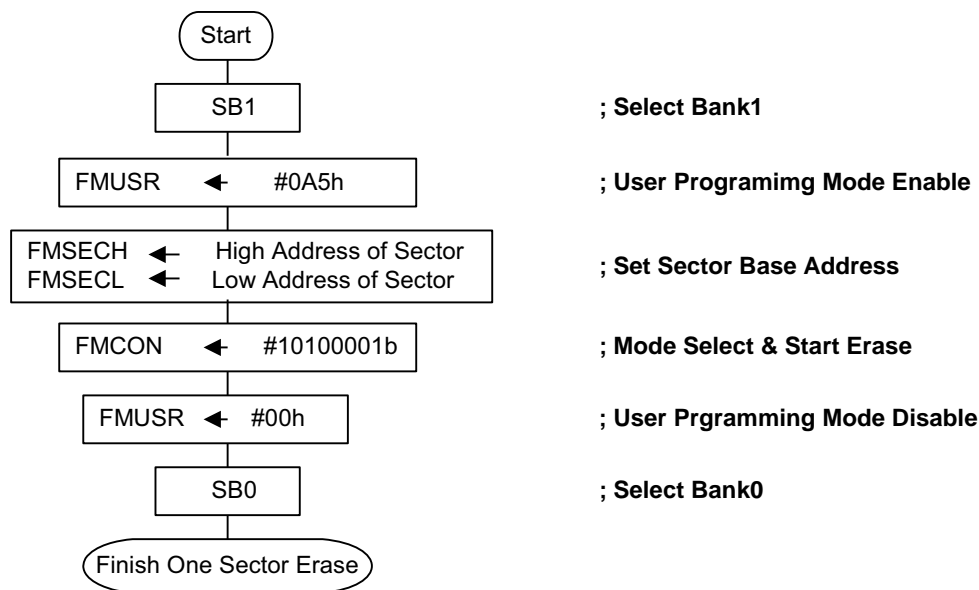 Start
SB1 ; Select Bank1
FMUSR #0A5h ; User Programimg Mode Enable
FMSECH High Address of Sector
FMSECL Low Address of Sector
; Set Sector Base Address
FMCON #10100001b ; Mode Select & Start Erase
FMUSR #00h ; User Prgramming Mode Disable
SB0 ; Select Bank0
Finish One Sector Erase